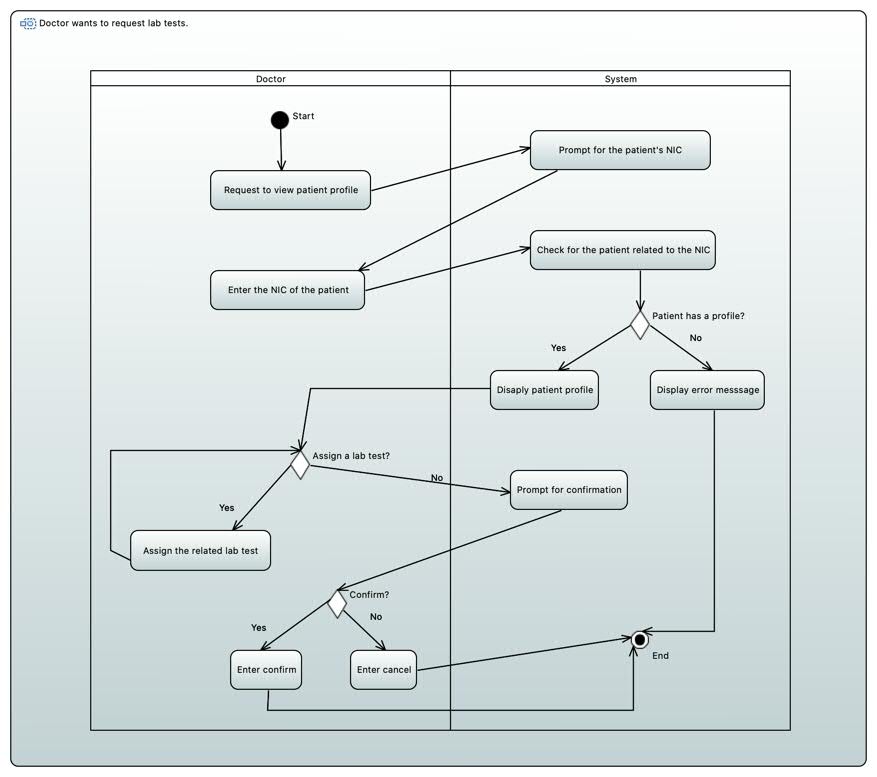 Doctor wants to request lab tests.
Doctor
System
Start
Prompt for the patient's NIC
Request to view patient profile
Check for the patient related to the NIC
Enter the NIC of the patient
Patient has a profile?
No
Yes
Disaply patient profile
Display error messsage
Assign a lab test?
No
Prompt for confirmation
Yes
Assign the related lab test
Confirm?
No
Yes
End
Enter confirm
Enter cancel